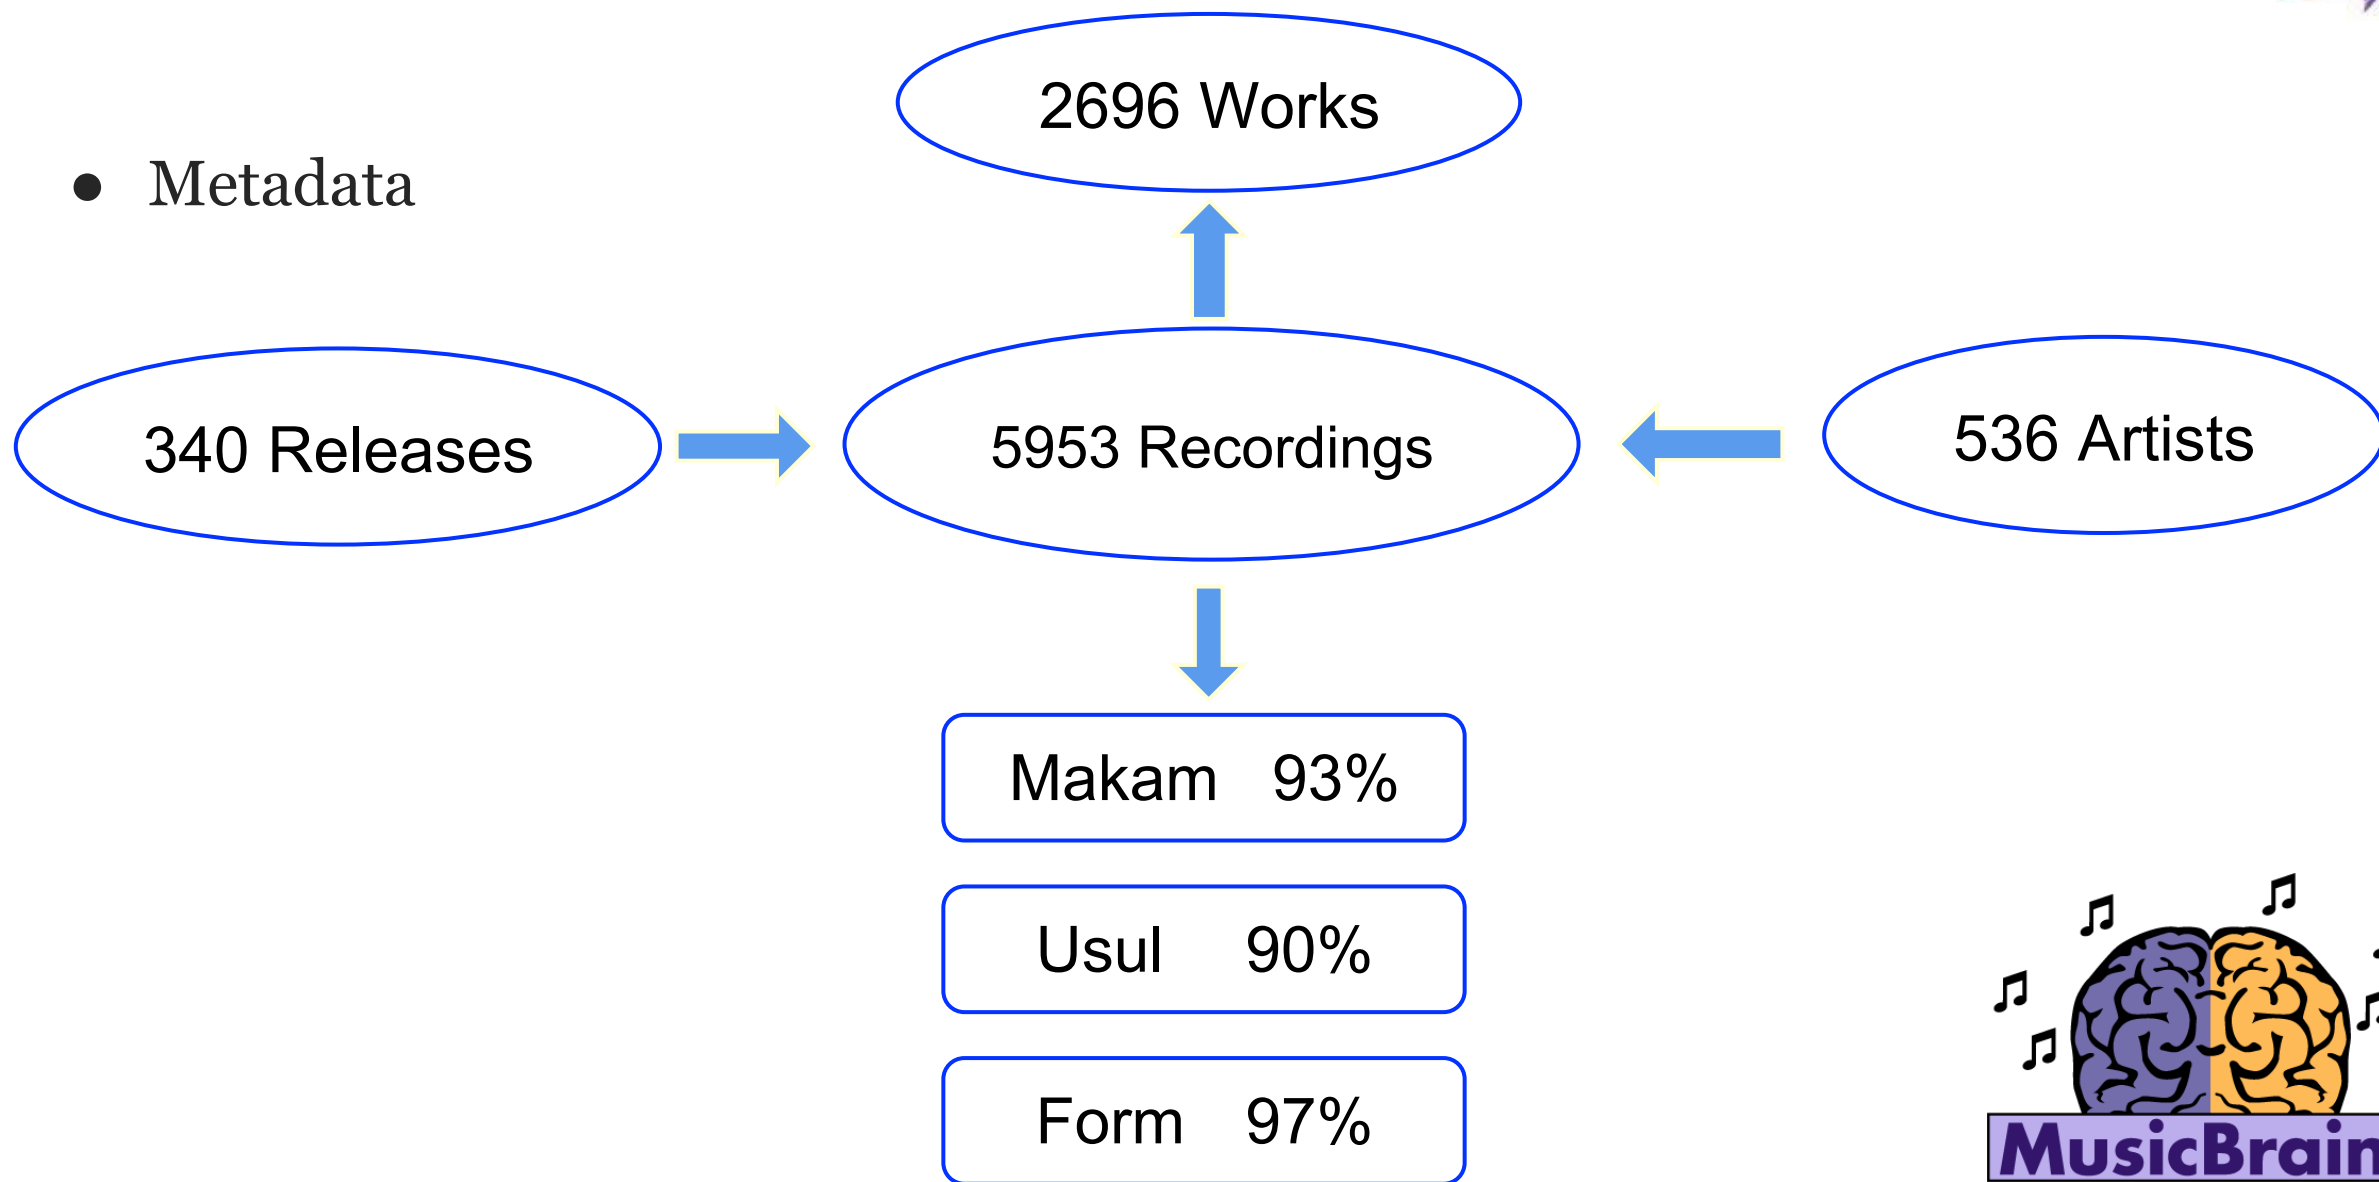 2696 Works
● Metadata
340 Releases
5953 Recordings
536 Artists
Makam 93%
Usul 90%
Form 97%
MusicBrain